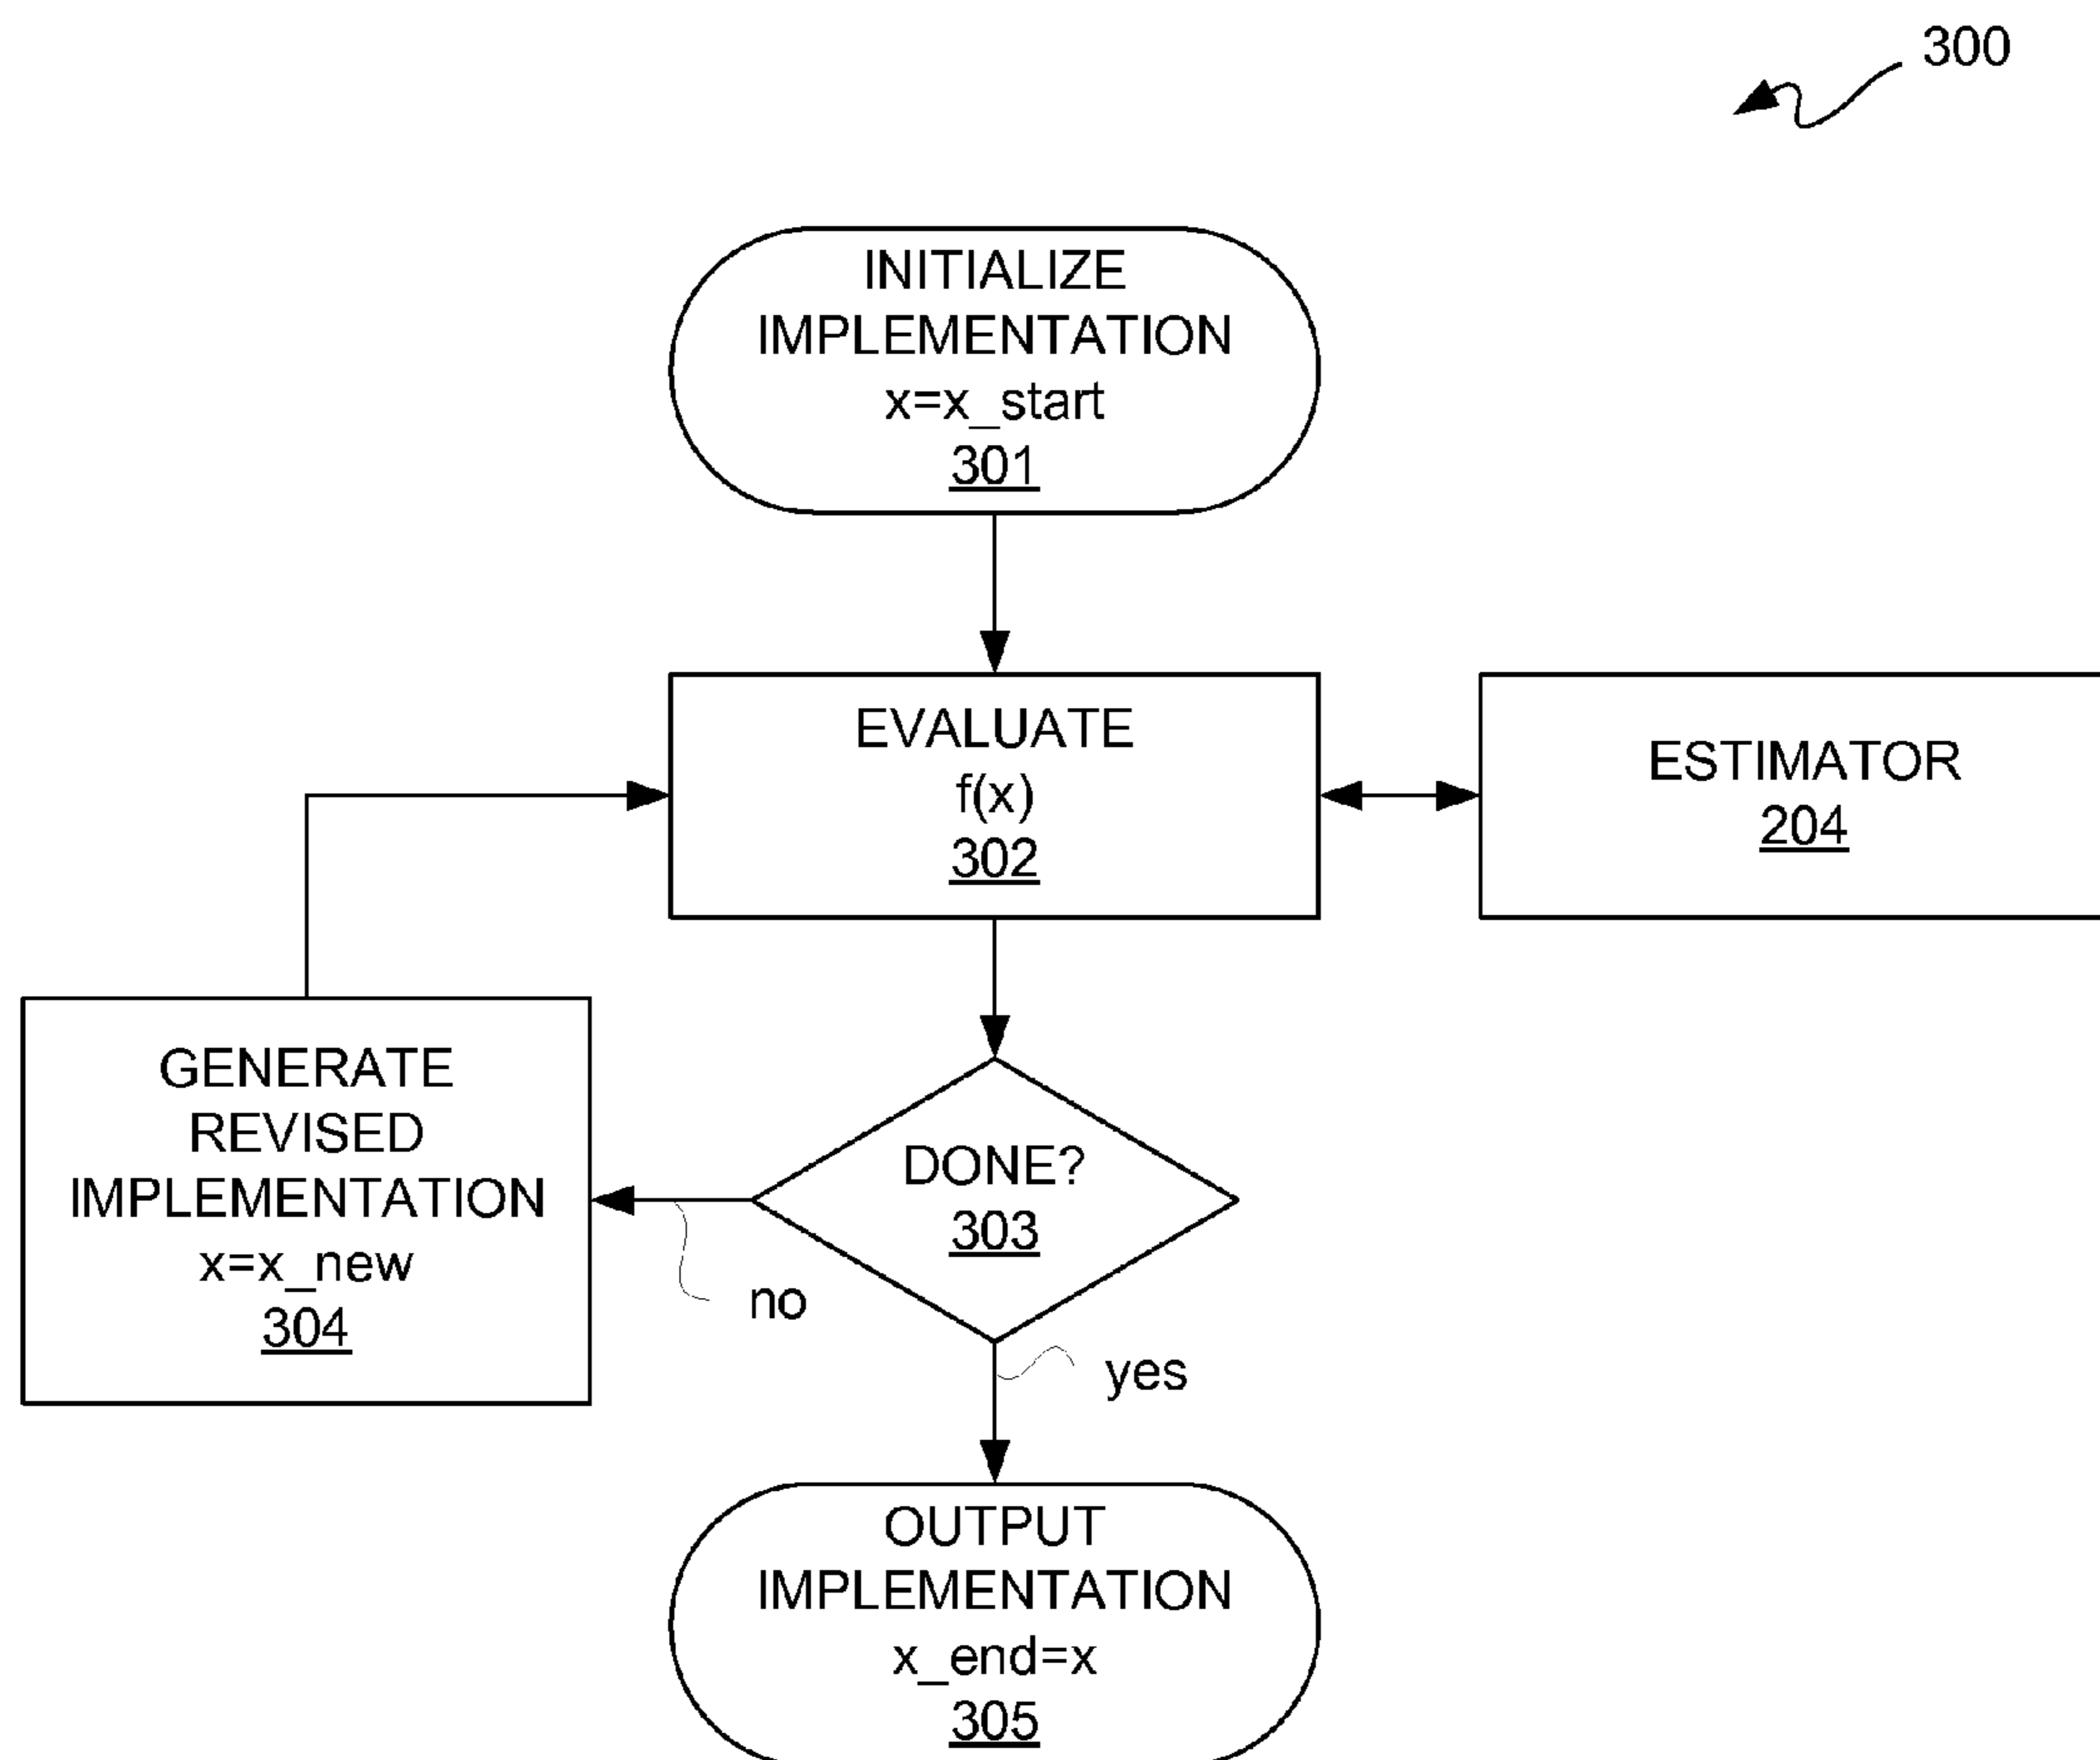 300
INITIALIZE
IMPLEMENTATION
x=x_start
301
EVALUATE
f(x)
302
ESTIMATOR
204
GENERATE
REVISED
IMPLEMENTATION
x=x_new
304
DONE?
303
no
yes
OUTPUT
IMPLEMENTATION
x_end=x
305